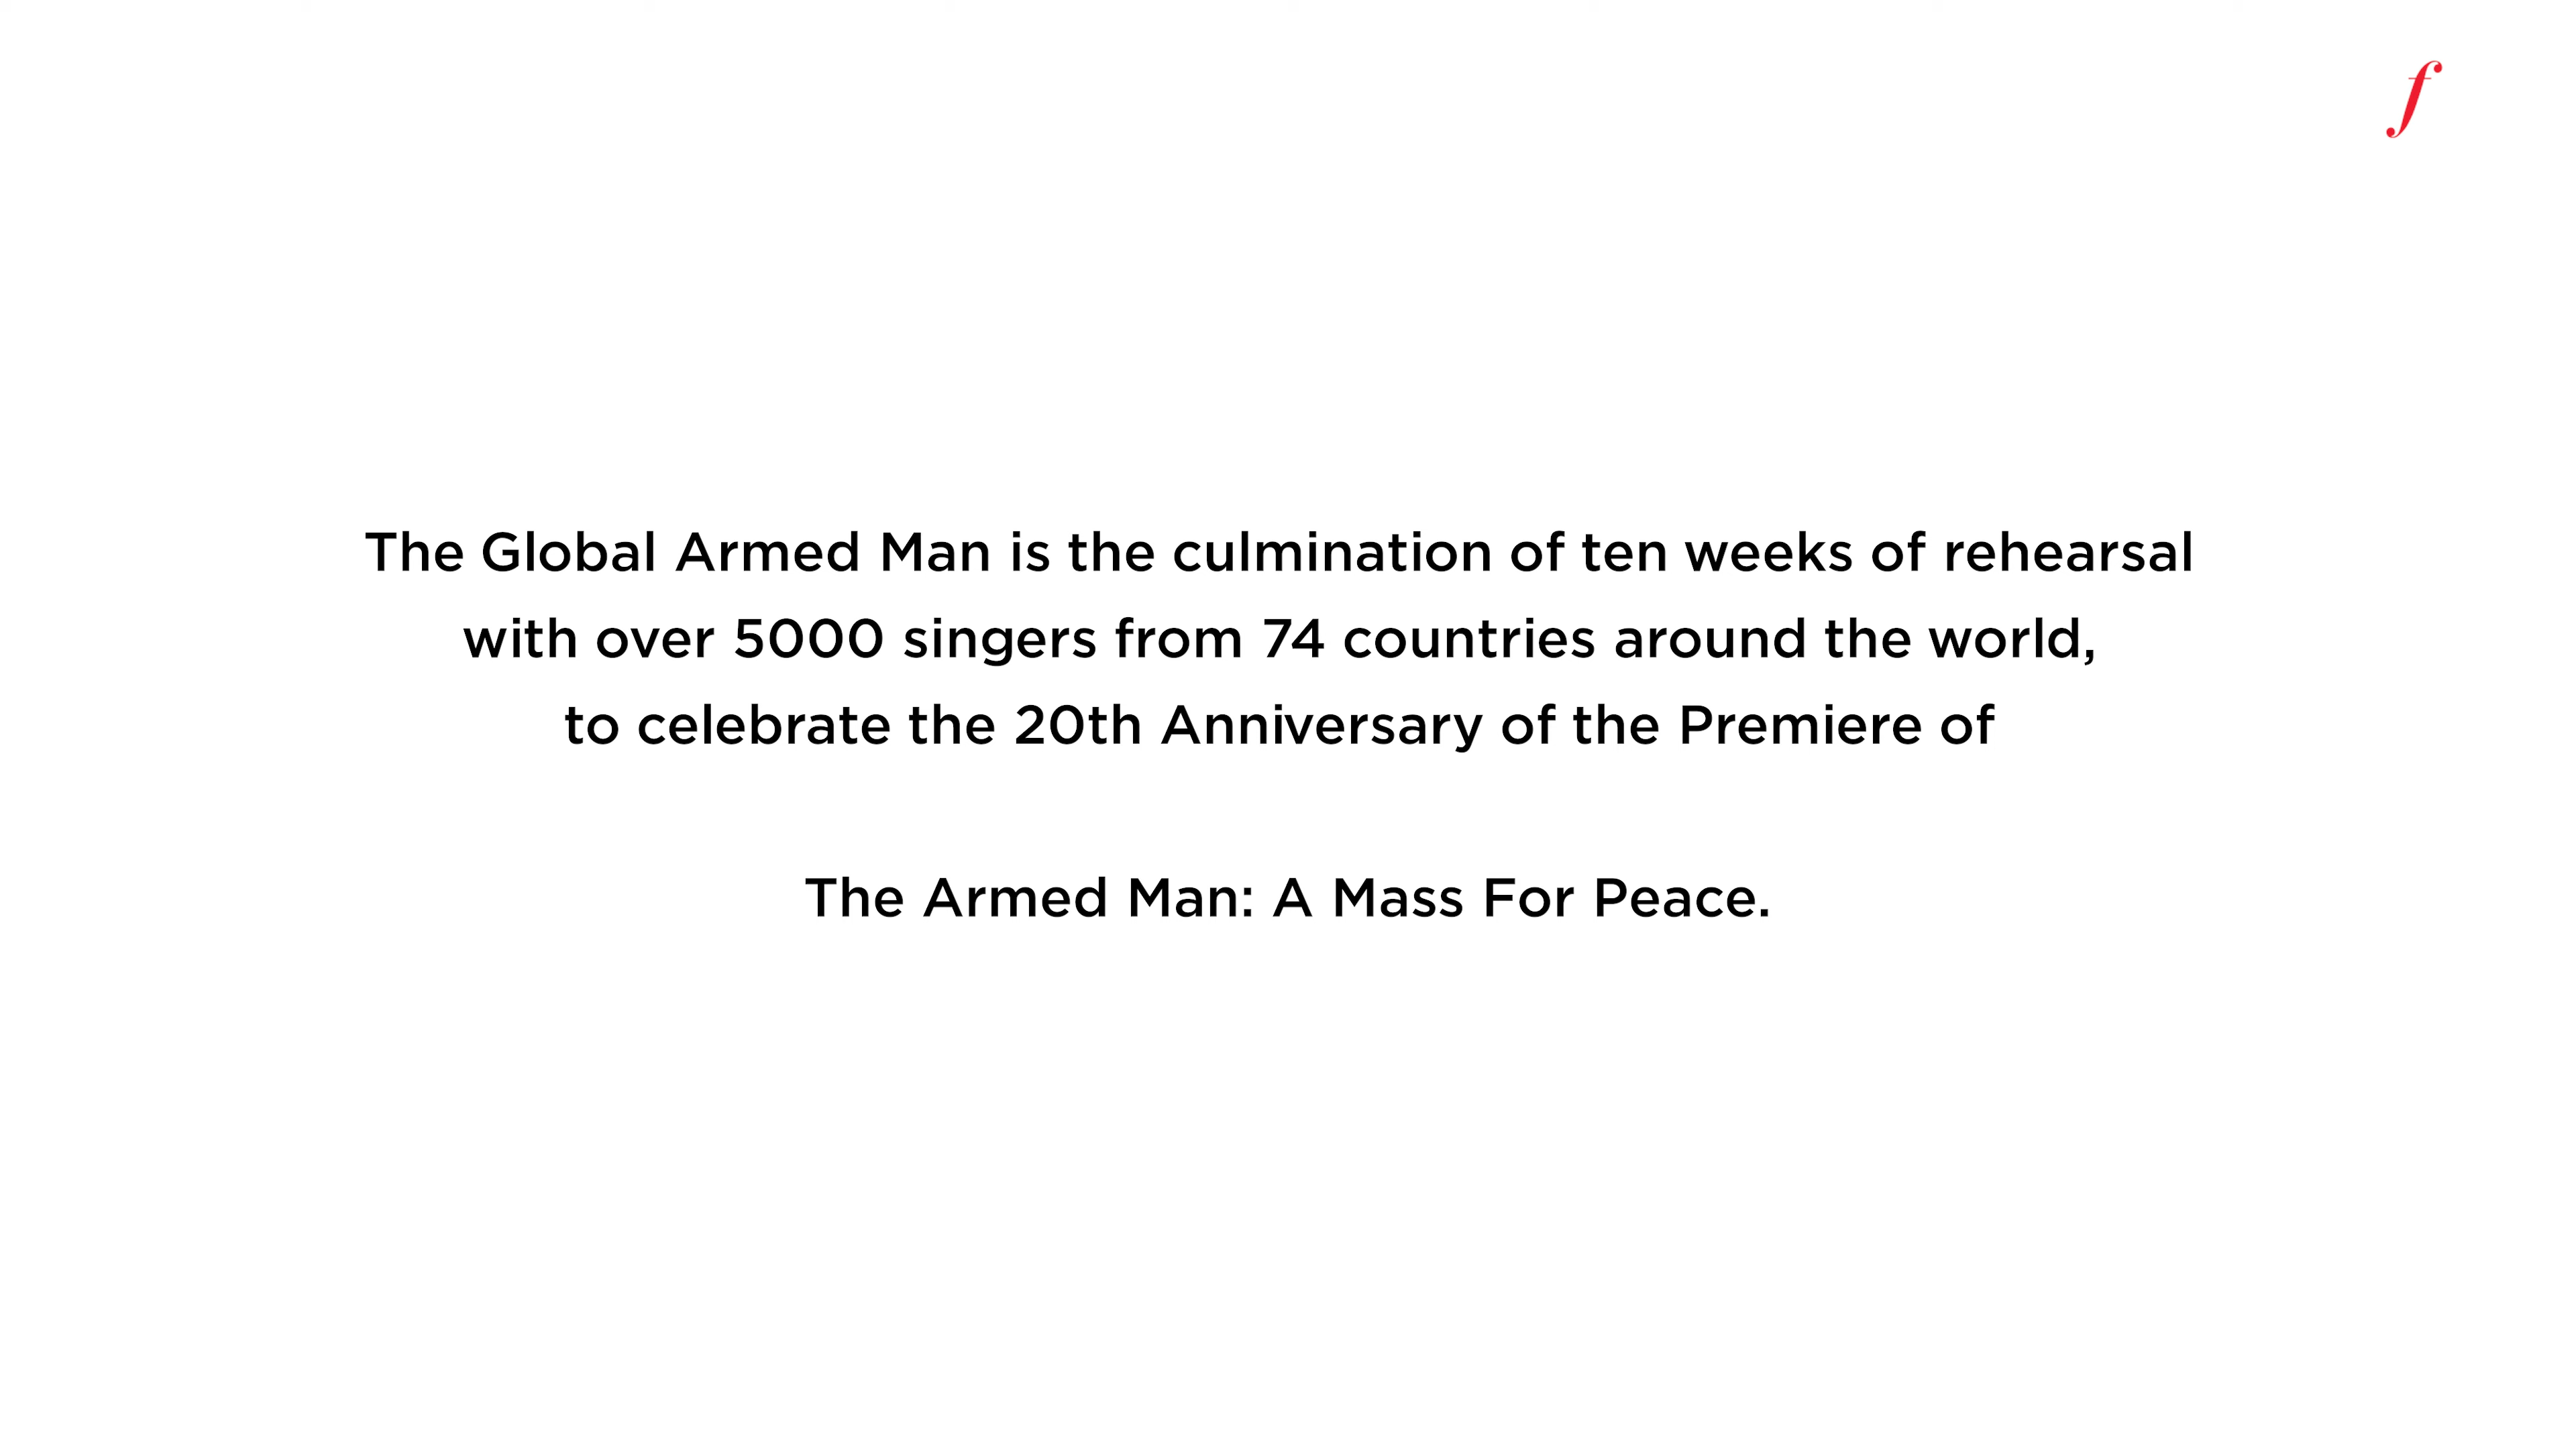 f
The Global Armed Man is the culmination of ten weeks of rehearsal
with over 5000 singers from 74 countries around the world,
to celebrate the 20th Anniversary of the Premiere of
The Armed Man: A Mass For Peace.